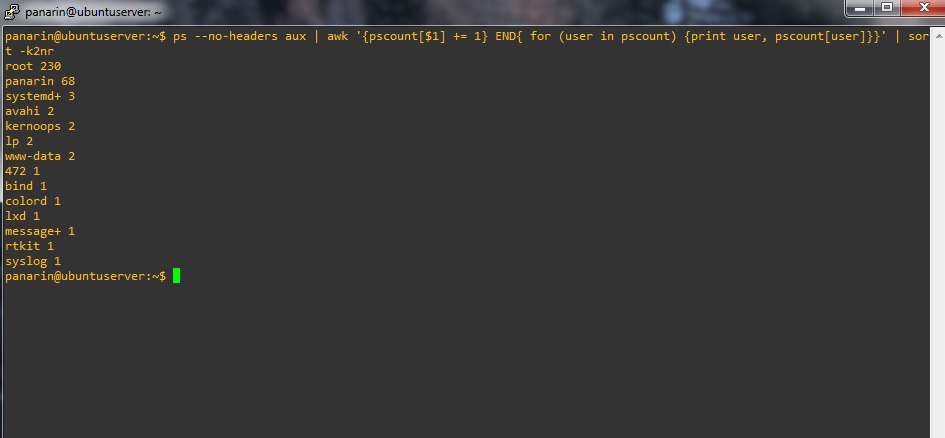 panarin@ubuntuserver: ~
panarin@ubuntuserver:~$ ps --no-headers aux | awk '{pscount[$1] += 1} END{ for (user in pscount) {print user, pscount[user]}}' | sor
t -k2nr
root 230
panarin 68
systemd+ 3
avahi 2
kernoops 2
lp 2
www-data 2
472 1
bind 1
colord 1
lxd 1
message+ 1
rtkit 1
syslog 1
panarin@ubuntuserver:~$